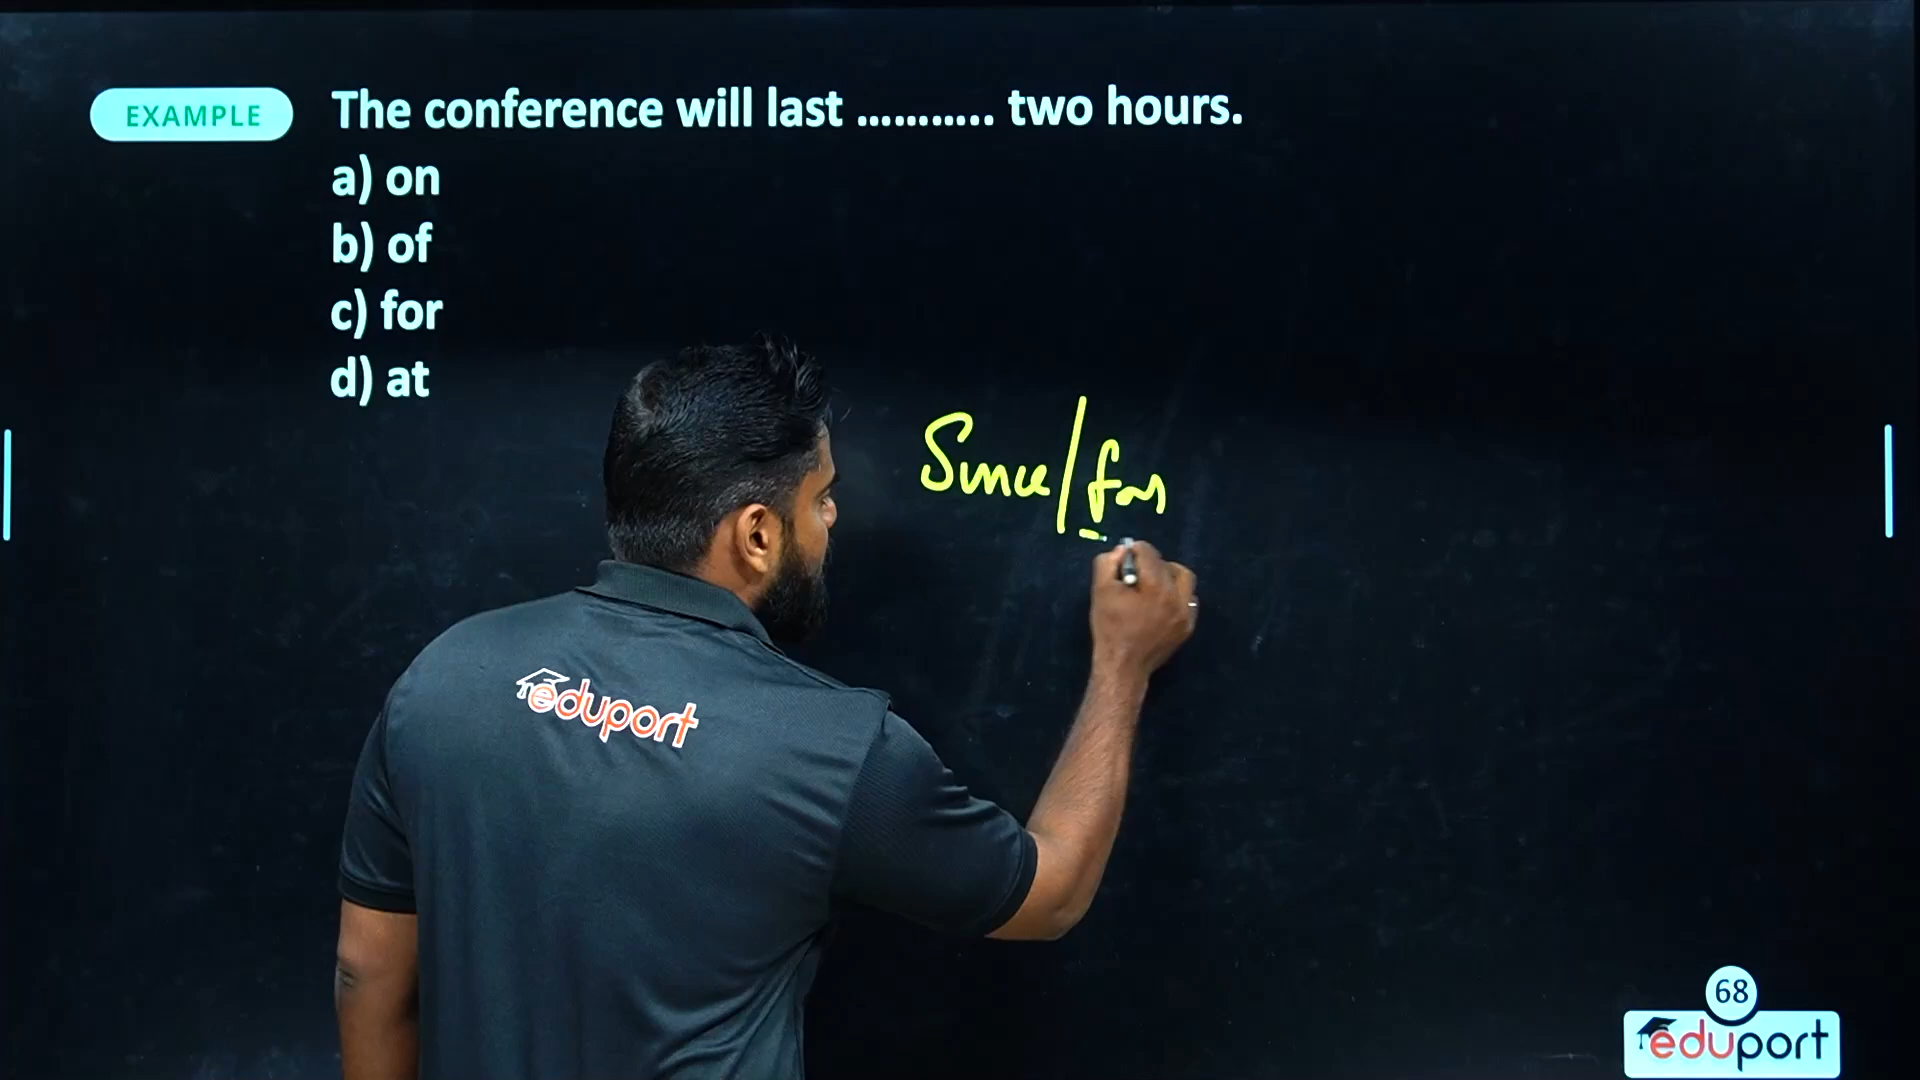 EXAMPLE The conference will last ........... two hours.
a) on
b) of
c) for
d) at
Since/for
eduport
68
eduport